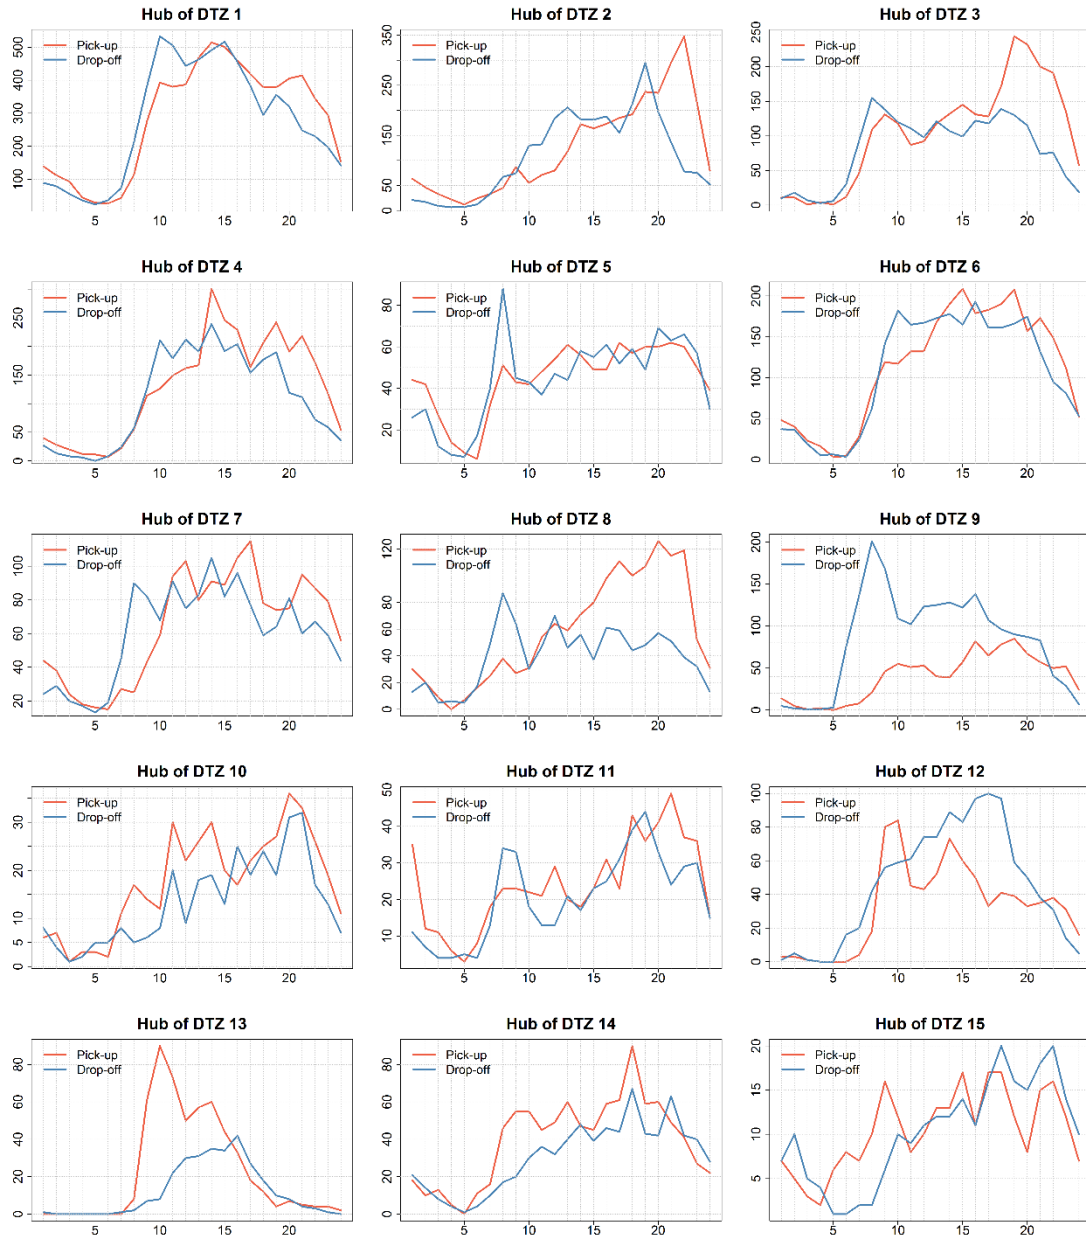 Hub of DTZ 1
Pick-up
Drop-off
100 200 300 400 500
5 10 15 20
Hub of DTZ 2
Pick-up
Drop-off
0 50 150 250 350
5 10 15 20
Hub of DTZ 3
Pick-up
Drop-off
0 50 100 150 200 250
5 10 15 20
Hub of DTZ 4
Pick-up
Drop-off
0 50 150 250
5 10 15 20
Hub of DTZ 5
Pick-up
Drop-off
20 40 60 80
5 10 15 20
Hub of DTZ 6
Pick-up
Drop-off
0 50 100 150 200
5 10 15 20
Hub of DTZ 7
Pick-up
Drop-off
20 40 60 80 100
5 10 15 20
Hub of DTZ 8
Pick-up
Drop-off
0 20 40 60 80 120
5 10 15 20
Hub of DTZ 9
Pick-up
Drop-off
0 50 100 150 200
5 10 15 20
Hub of DTZ 10
Pick-up
Drop-off
0 5 10 20 30
5 10 15 20
Hub of DTZ 11
Pick-up
Drop-off
10 20 30 40 50
5 10 15 20
Hub of DTZ 12
Pick-up
Drop-off
0 20 40 60 80 100
5 10 15 20
Hub of DTZ 13
Pick-up
Drop-off
0 20 40 60 80
5 10 15 20
Hub of DTZ 14
Pick-up
Drop-off
0 20 40 60 80
5 10 15 20
Hub of DTZ 15
Pick-up
Drop-off
5 10 15 20
5 10 15 20